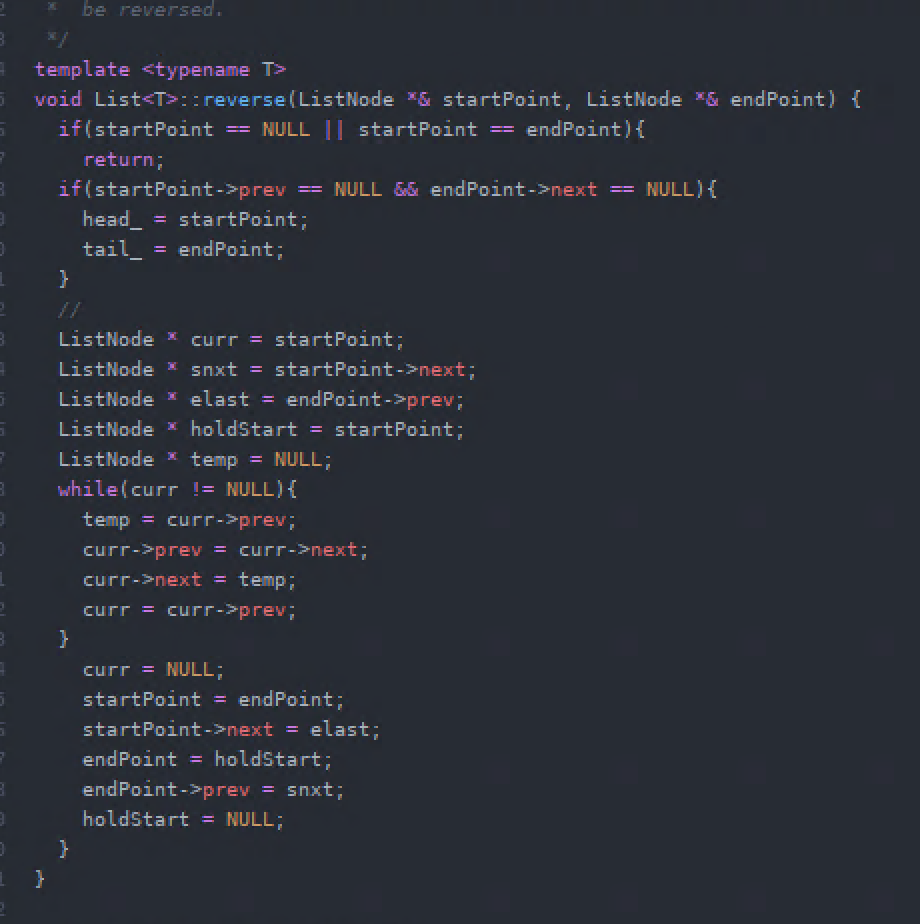 *  be reversed.
 */
template <typename T>
void List<T>::reverse(ListNode *& startPoint, ListNode *& endPoint) {
  if(startPoint == NULL || startPoint == endPoint){
    return;
  if(startPoint->prev == NULL && endPoint->next == NULL){
    head_ = startPoint;
    tail_ = endPoint;
  }
  //
  ListNode * curr = startPoint;
  ListNode * snxt = startPoint->next;
  ListNode * elast = endPoint->prev;
  ListNode * holdStart = startPoint;
  ListNode * temp = NULL;
  while(curr != NULL){
    temp = curr->prev;
    curr->prev = curr->next;
    curr->next = temp;
    curr = curr->prev;
  }
    curr = NULL;
    startPoint = endPoint;
    startPoint->next = elast;
    endPoint = holdStart;
    endPoint->prev = snxt;
    holdStart = NULL;
  }
}